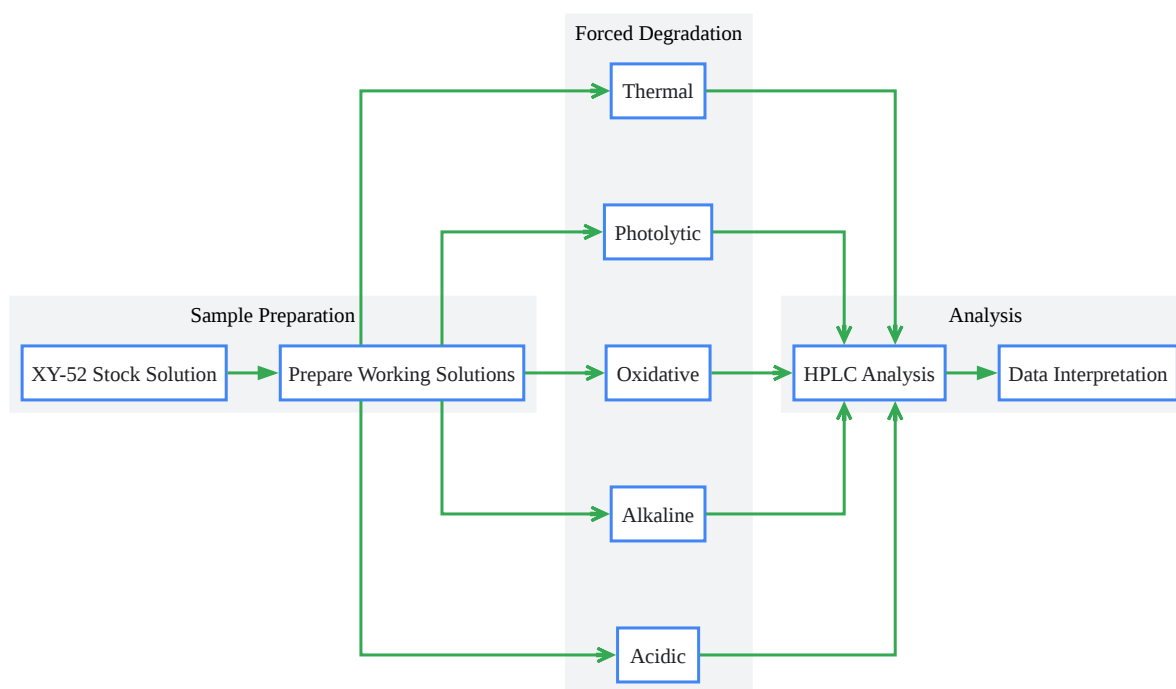 Forced Degradation
Thermal
Photolytic
Sample Preparation
Analysis
XY-52 Stock Solution
Prepare Working Solutions
Oxidative
HPLC Analysis
Data Interpretation
Alkaline
Acidic